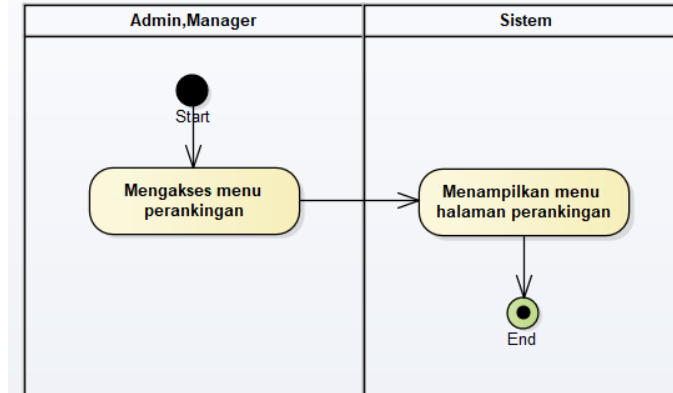 Admin,Manager
Sistem
Start
Mengakses menu
perankingan
Menampilkan menu
halaman perankingan
End